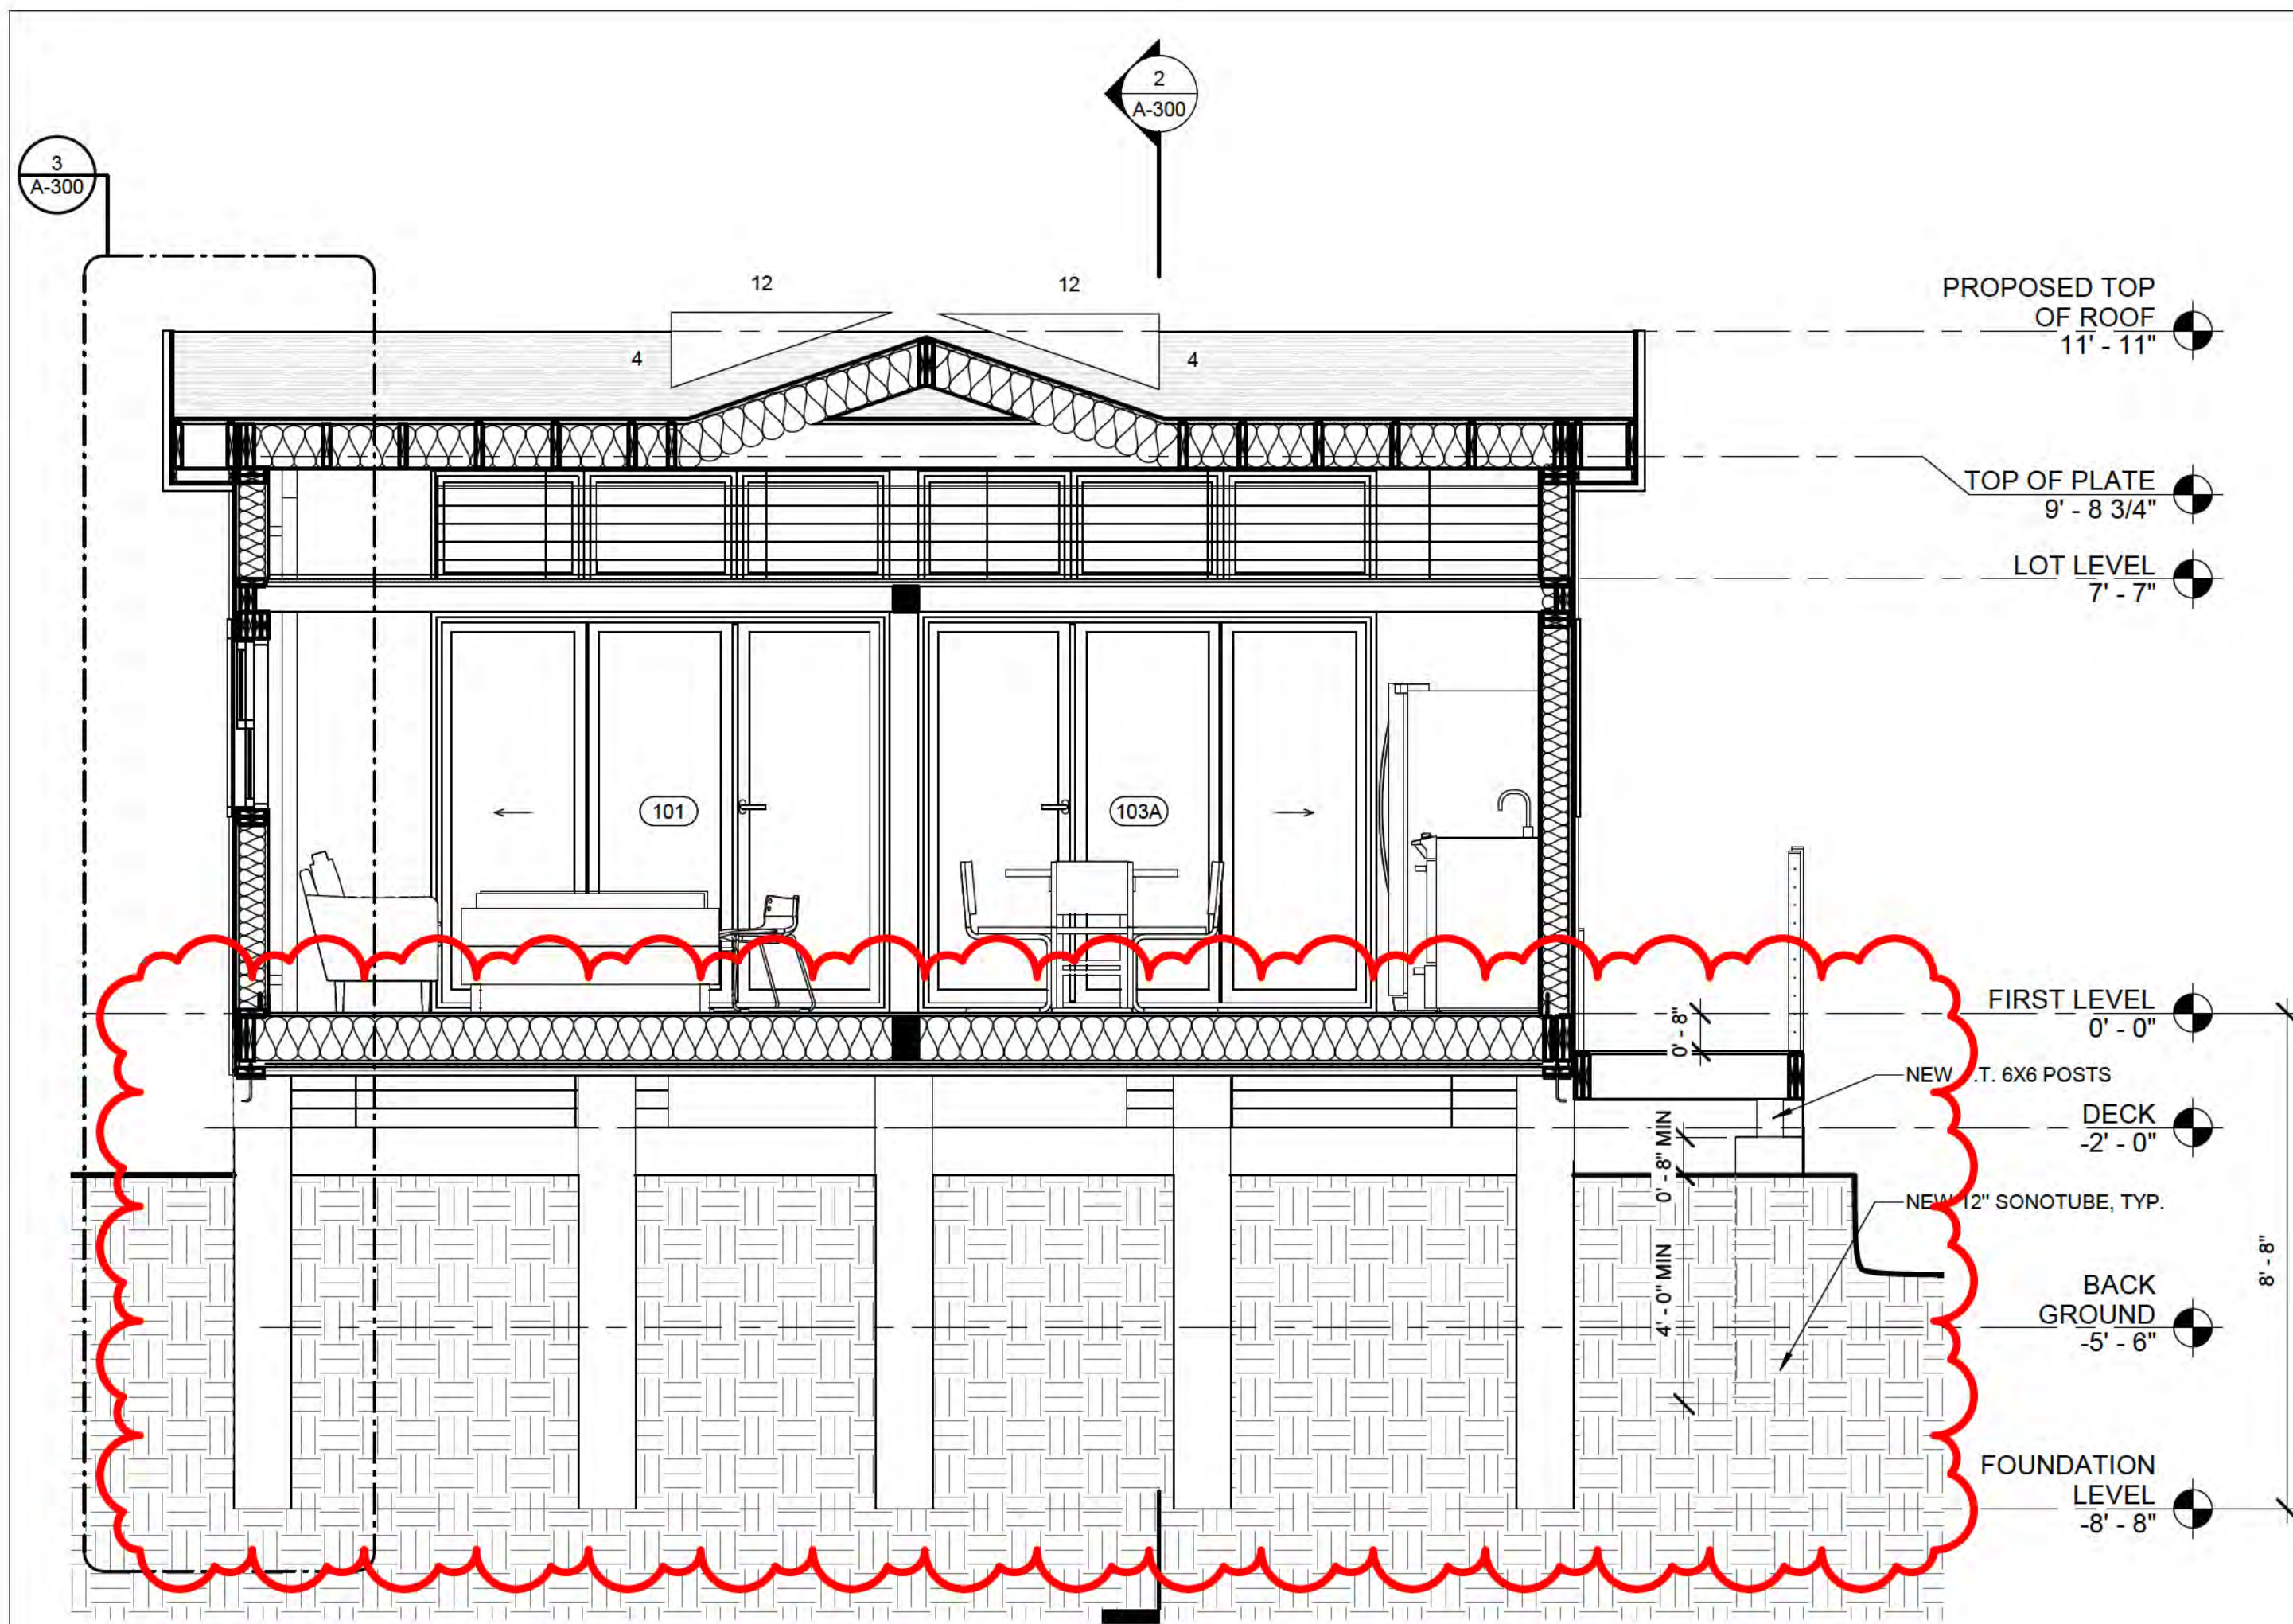 2
A-300
3
A-300
12
12
4
4
PROPOSED TOP
OF ROOF
11' - 11"
TOP OF PLATE
9' - 8 3/4"
LOT LEVEL
7' - 7"
101
103A
FIRST LEVEL
0' - 0"
0' - 8"
NEW .T. 6X6 POSTS
DECK
-2' - 0"
0' - 8" MIN
NEW 12" SONOTUBE, TYP.
4' - 0" MIN
BACK
GROUND
-5' - 6"
8' - 8"
FOUNDATION
LEVEL
-8' - 8"